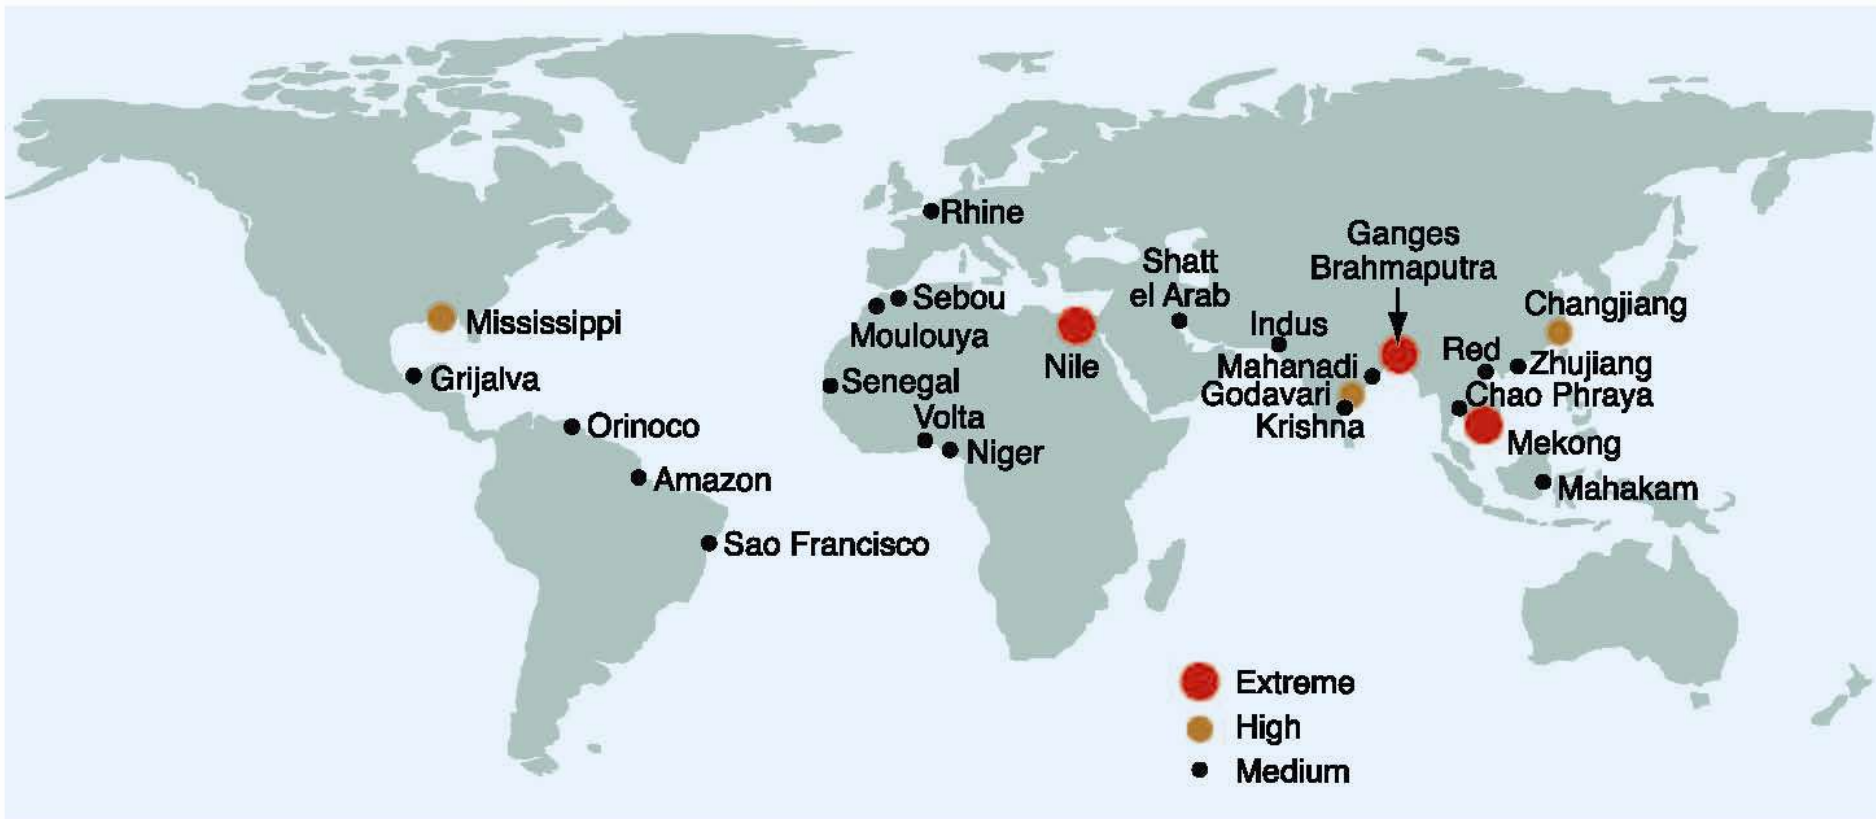 Rhine
Ganges
Brahmaputra
Shatt
el Arab
Sebou
Moulouya
Changjiang
Mississippi
Indus
Nile
Red
Zhujiang
Mahanadi
Grijalva
Senegal
Godavari
Chao Phraya
Volta
Krishna
Orinoco
Niger
Mekong
Amazon
Mahakam
Sao Francisco
Extreme
High
Medium